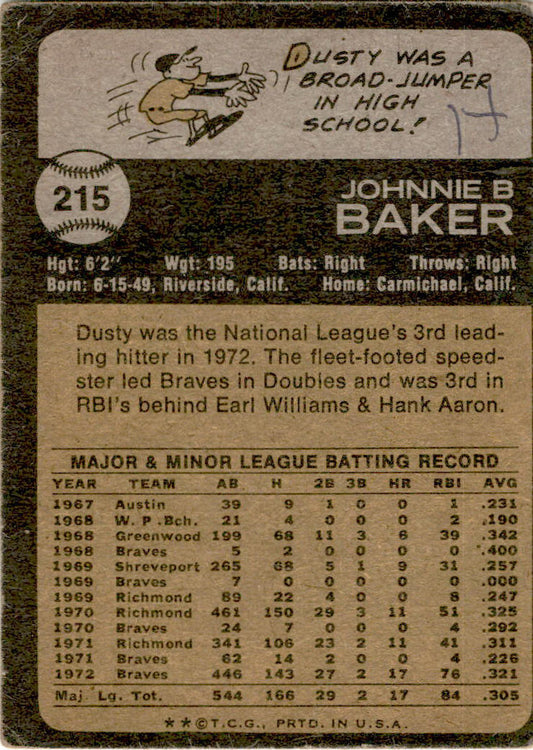 DUSTY WAS A
BROAD-JUMPER
IN HIGH
SCHOOL!
17
215
JOHNNIE B
BAKER
Hgt: 6'2" Wgt: 195 Bats: Right Throws: Right
Born: 6-15-49, Riverside, Calif. Home: Carmichael, Calif.
Dusty was the National League's 3rd lead-
ing hitter in 1972. The fleet-footed speed-
ster led Braves in Doubles and was 3rd in
RBI's behind Earl Williams & Hank Aaron.
MAJOR & MINOR LEAGUE BATTING RECORD
YEAR TEAM AB H 2B 3B HR RBI AVG
1967 Austin 39 9 1 0 0 1 .231
1968 W. P. Bch. 21 4 0 0 0 2 .190
1968 Greenwood 199 68 11 3 6 39 .342
1968 Braves 5 2 0 0 0 0 .400
1969 Shreveport 265 68 5 1 9 31 .257
1969 Braves 7 0 0 0 0 0 .000
1969 Richmond 89 22 4 0 0 8 .247
1970 Richmond 461 150 29 3 11 51 .325
1970 Braves 24 7 0 0 0 4 .292
1971 Richmond 341 106 23 2 11 41 .311
1971 Braves 62 14 2 0 0 4 .226
1972 Braves 446 143 27 2 17 76 .321
Maj. Lg. Tot. 544 166 29 2 17 84 .305
**©T.C.G., PRTD. IN U.S.A.